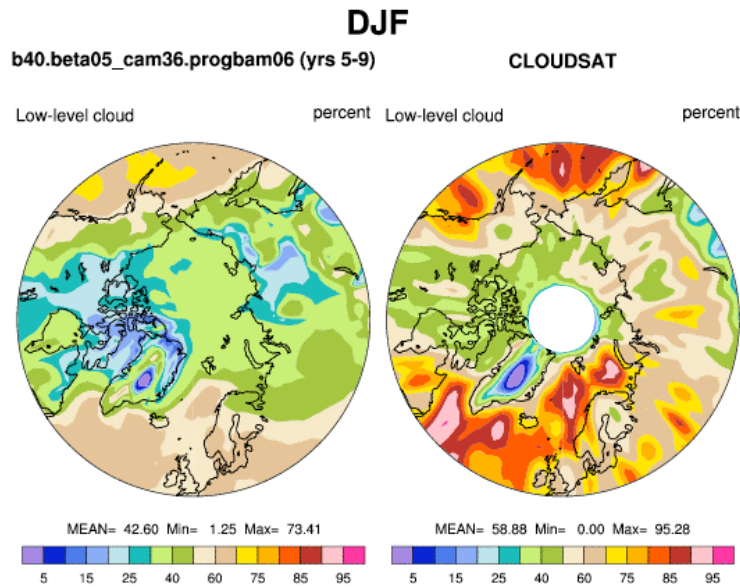 DJF
b40.beta05_cam36.progbam06 (yrs 5-9)
CLOUDSAT
Low-level cloud percent
Low-level cloud percent
MEAN= 42.60 Min= 1.25 Max= 73.41
MEAN= 58.88 Min= 0.00 Max= 95.28
5 15 25 40 60 75 85 95
5 15 25 40 60 75 85 95